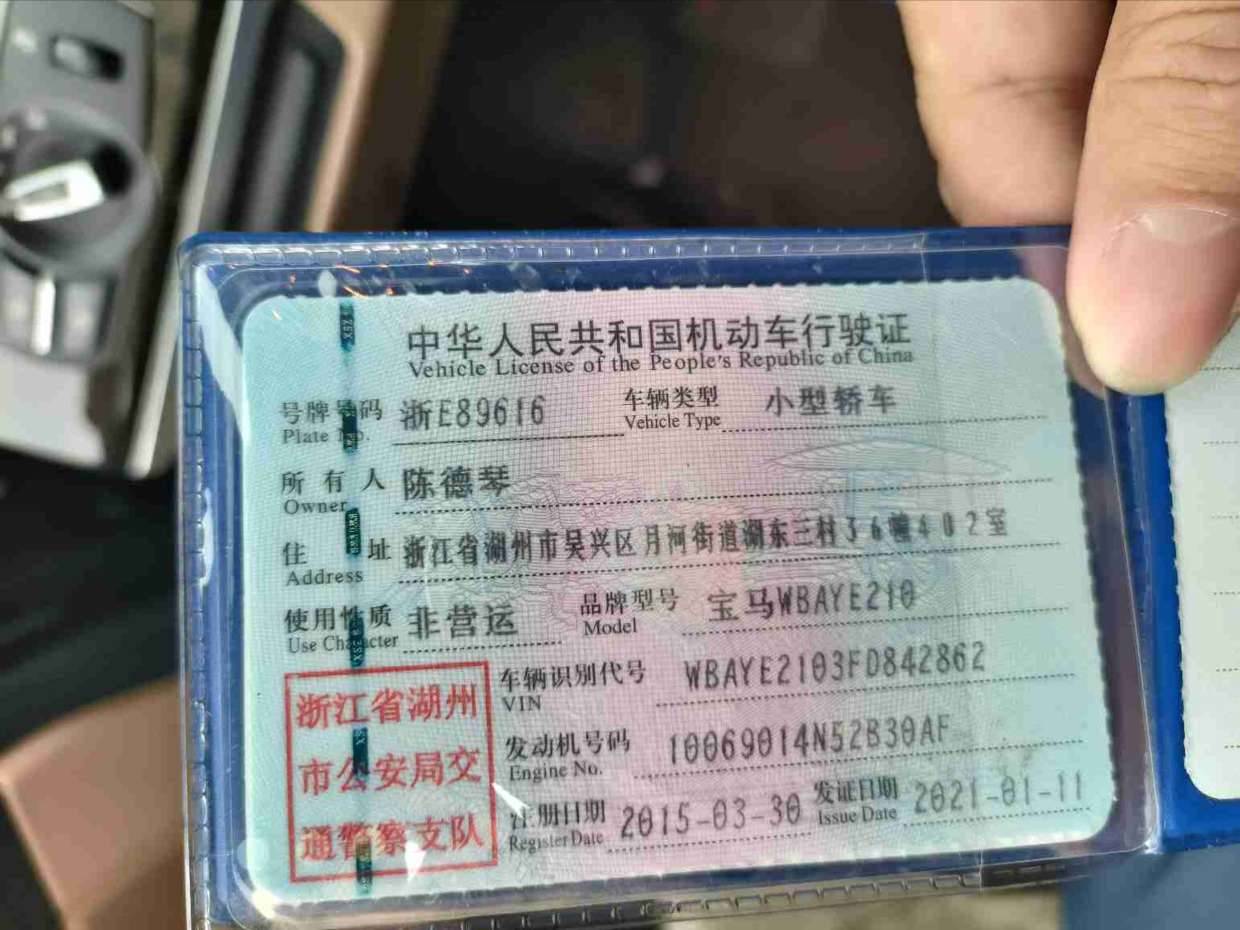 中华人民共和国机动车行驶证
Vehicle License of the People's Republic of China
号牌号码 浙E89616 车辆类型 小型轿车
Plate No. Vehicle Type
所有人 陈德琴
Owner
住址 浙江省湖州市吴兴区月河街道湖东三村36幢402室
Address
使用性质 非营运 品牌型号 宝马WBAYE210
Use Character Model
车辆识别代号 WBAYE2103FD842862
VIN
发动机号码 10069014N52B30AF
Engine No.
注册日期 2015-03-30 发证日期 2021-01-11
Register Date Issue Date
浙江省湖州
市公安局交
通警察支队